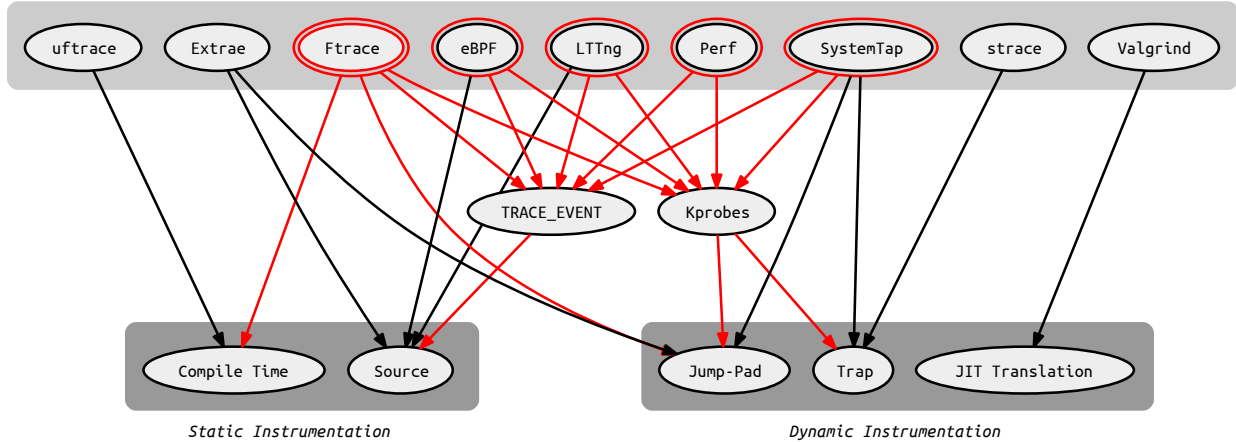 uftrace Extrae Ftrace eBPF LTTng Perf SystemTap strace Valgrind
TRACE_EVENT Kprobes
Compile Time Source Jump-Pad Trap JIT Translation
Static Instrumentation Dynamic Instrumentation